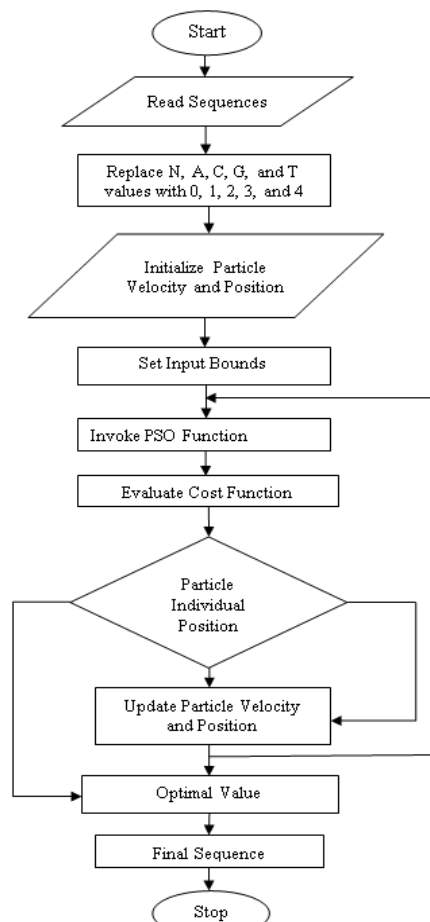 Start
Read Sequences
Replace N, A, C, G, and T
values with 0, 1, 2, 3, and 4
Initialize Particle
Velocity and Position
Set Input Bounds
Invoke PSO Function
Evaluate Cost Function
Particle
Individual
Position
Update Particle Velocity
and Position
Optimal Value
Final Sequence
Stop